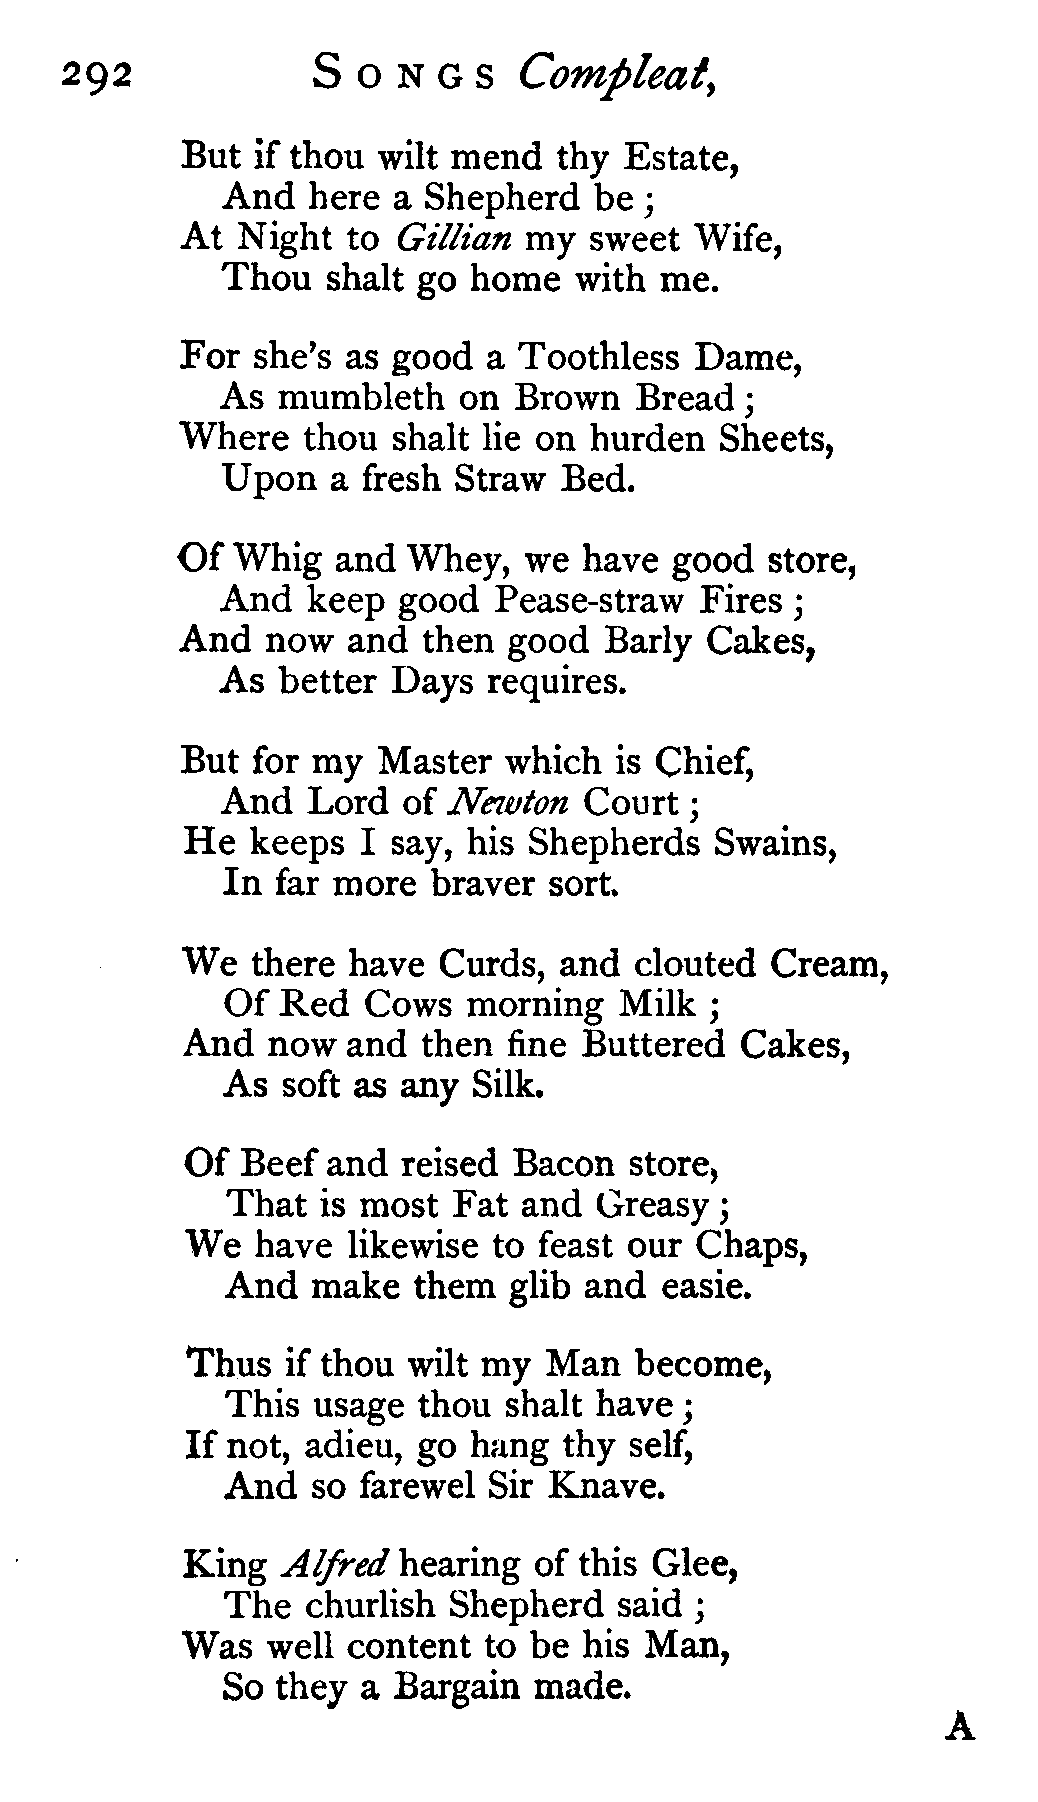 292 SONGS Compleat,
But if thou wilt mend thy Estate,
And here a Shepherd be ;
At Night to Gillian my sweet Wife,
Thou shalt go home with me.
For she's as good a Toothless Dame,
As mumbleth on Brown Bread ;
Where thou shalt lie on hurden Sheets,
Upon a fresh Straw Bed.
Of Whig and Whey, we have good store,
And keep good Pease-straw Fires ;
And now and then good Barly Cakes,
As better Days requires.
But for my Master which is Chief,
And Lord of Newton Court ;
He keeps I say, his Shepherds Swains,
In far more braver sort.
We there have Curds, and clouted Cream,
Of Red Cows morning Milk ;
And now and then fine Buttered Cakes,
As soft as any Silk.
Of Beef and reised Bacon store,
That is most Fat and Greasy ;
We have likewise to feast our Chaps,
And make them glib and easie.
Thus if thou wilt my Man become,
This usage thou shalt have ;
If not, adieu, go hang thy self,
And so farewel Sir Knave.
King Alfred hearing of this Glee,
The churlish Shepherd said ;
Was well content to be his Man,
So they a Bargain made.
A